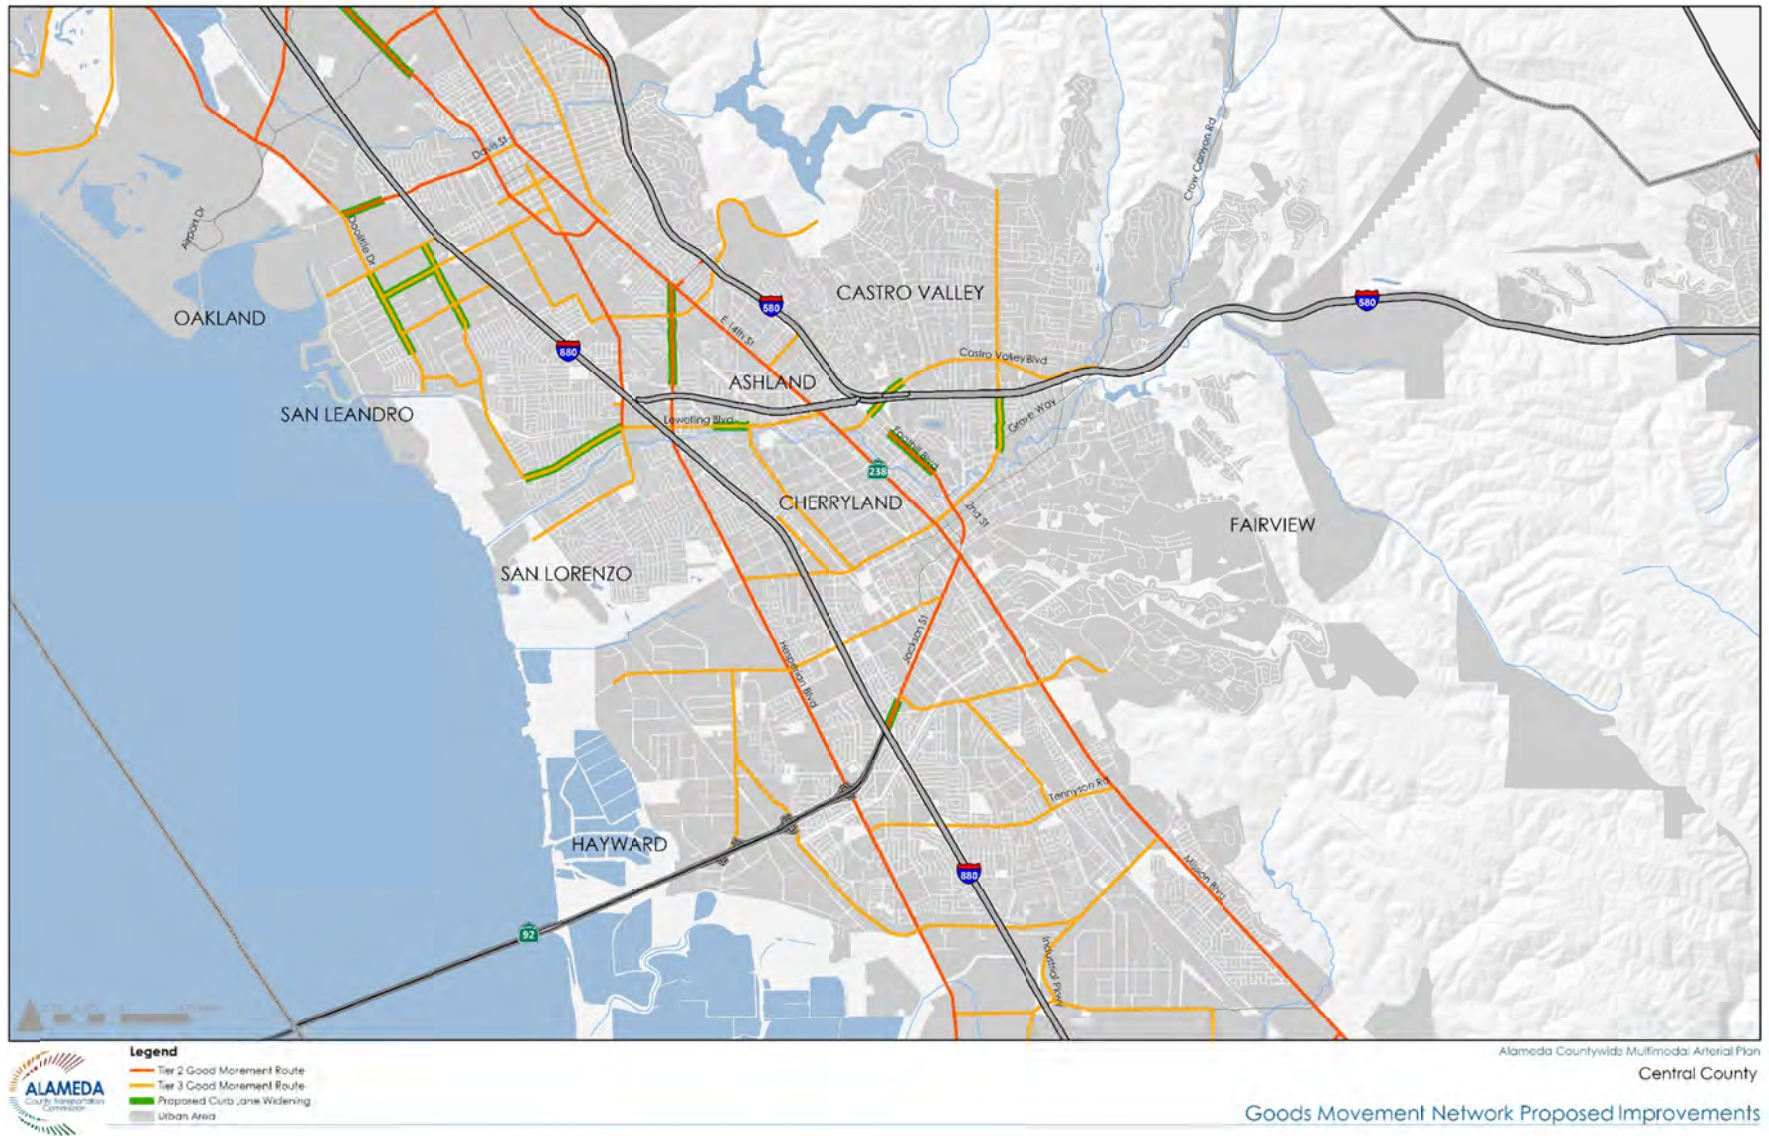 Davis St
Crow Canyon Rd
Airport Dr
Doolittle Dr
OAKLAND
CASTRO VALLEY
580
580
E 14th St
880
Castro Valley Blvd
ASHLAND
SAN LEANDRO
Lewelling Blvd
Grove Way
Foothill Blvd
238
CHERRYLAND
2nd St
FAIRVIEW
SAN LORENZO
Jackson St
Hesperian Blvd
Tennyson Rd
HAYWARD
880
Mission Blvd
92
Industrial Pkwy
Legend
Tier 2 Good Morement Route
Tier 3 Good Morement Route
Proposed Curb Lane Widening
Urban Area
ALAMEDA
County Transportation
Commission
Alameda Countywide Multimodal Arterial Plan
Central County
Goods Movement Network Proposed Improvements